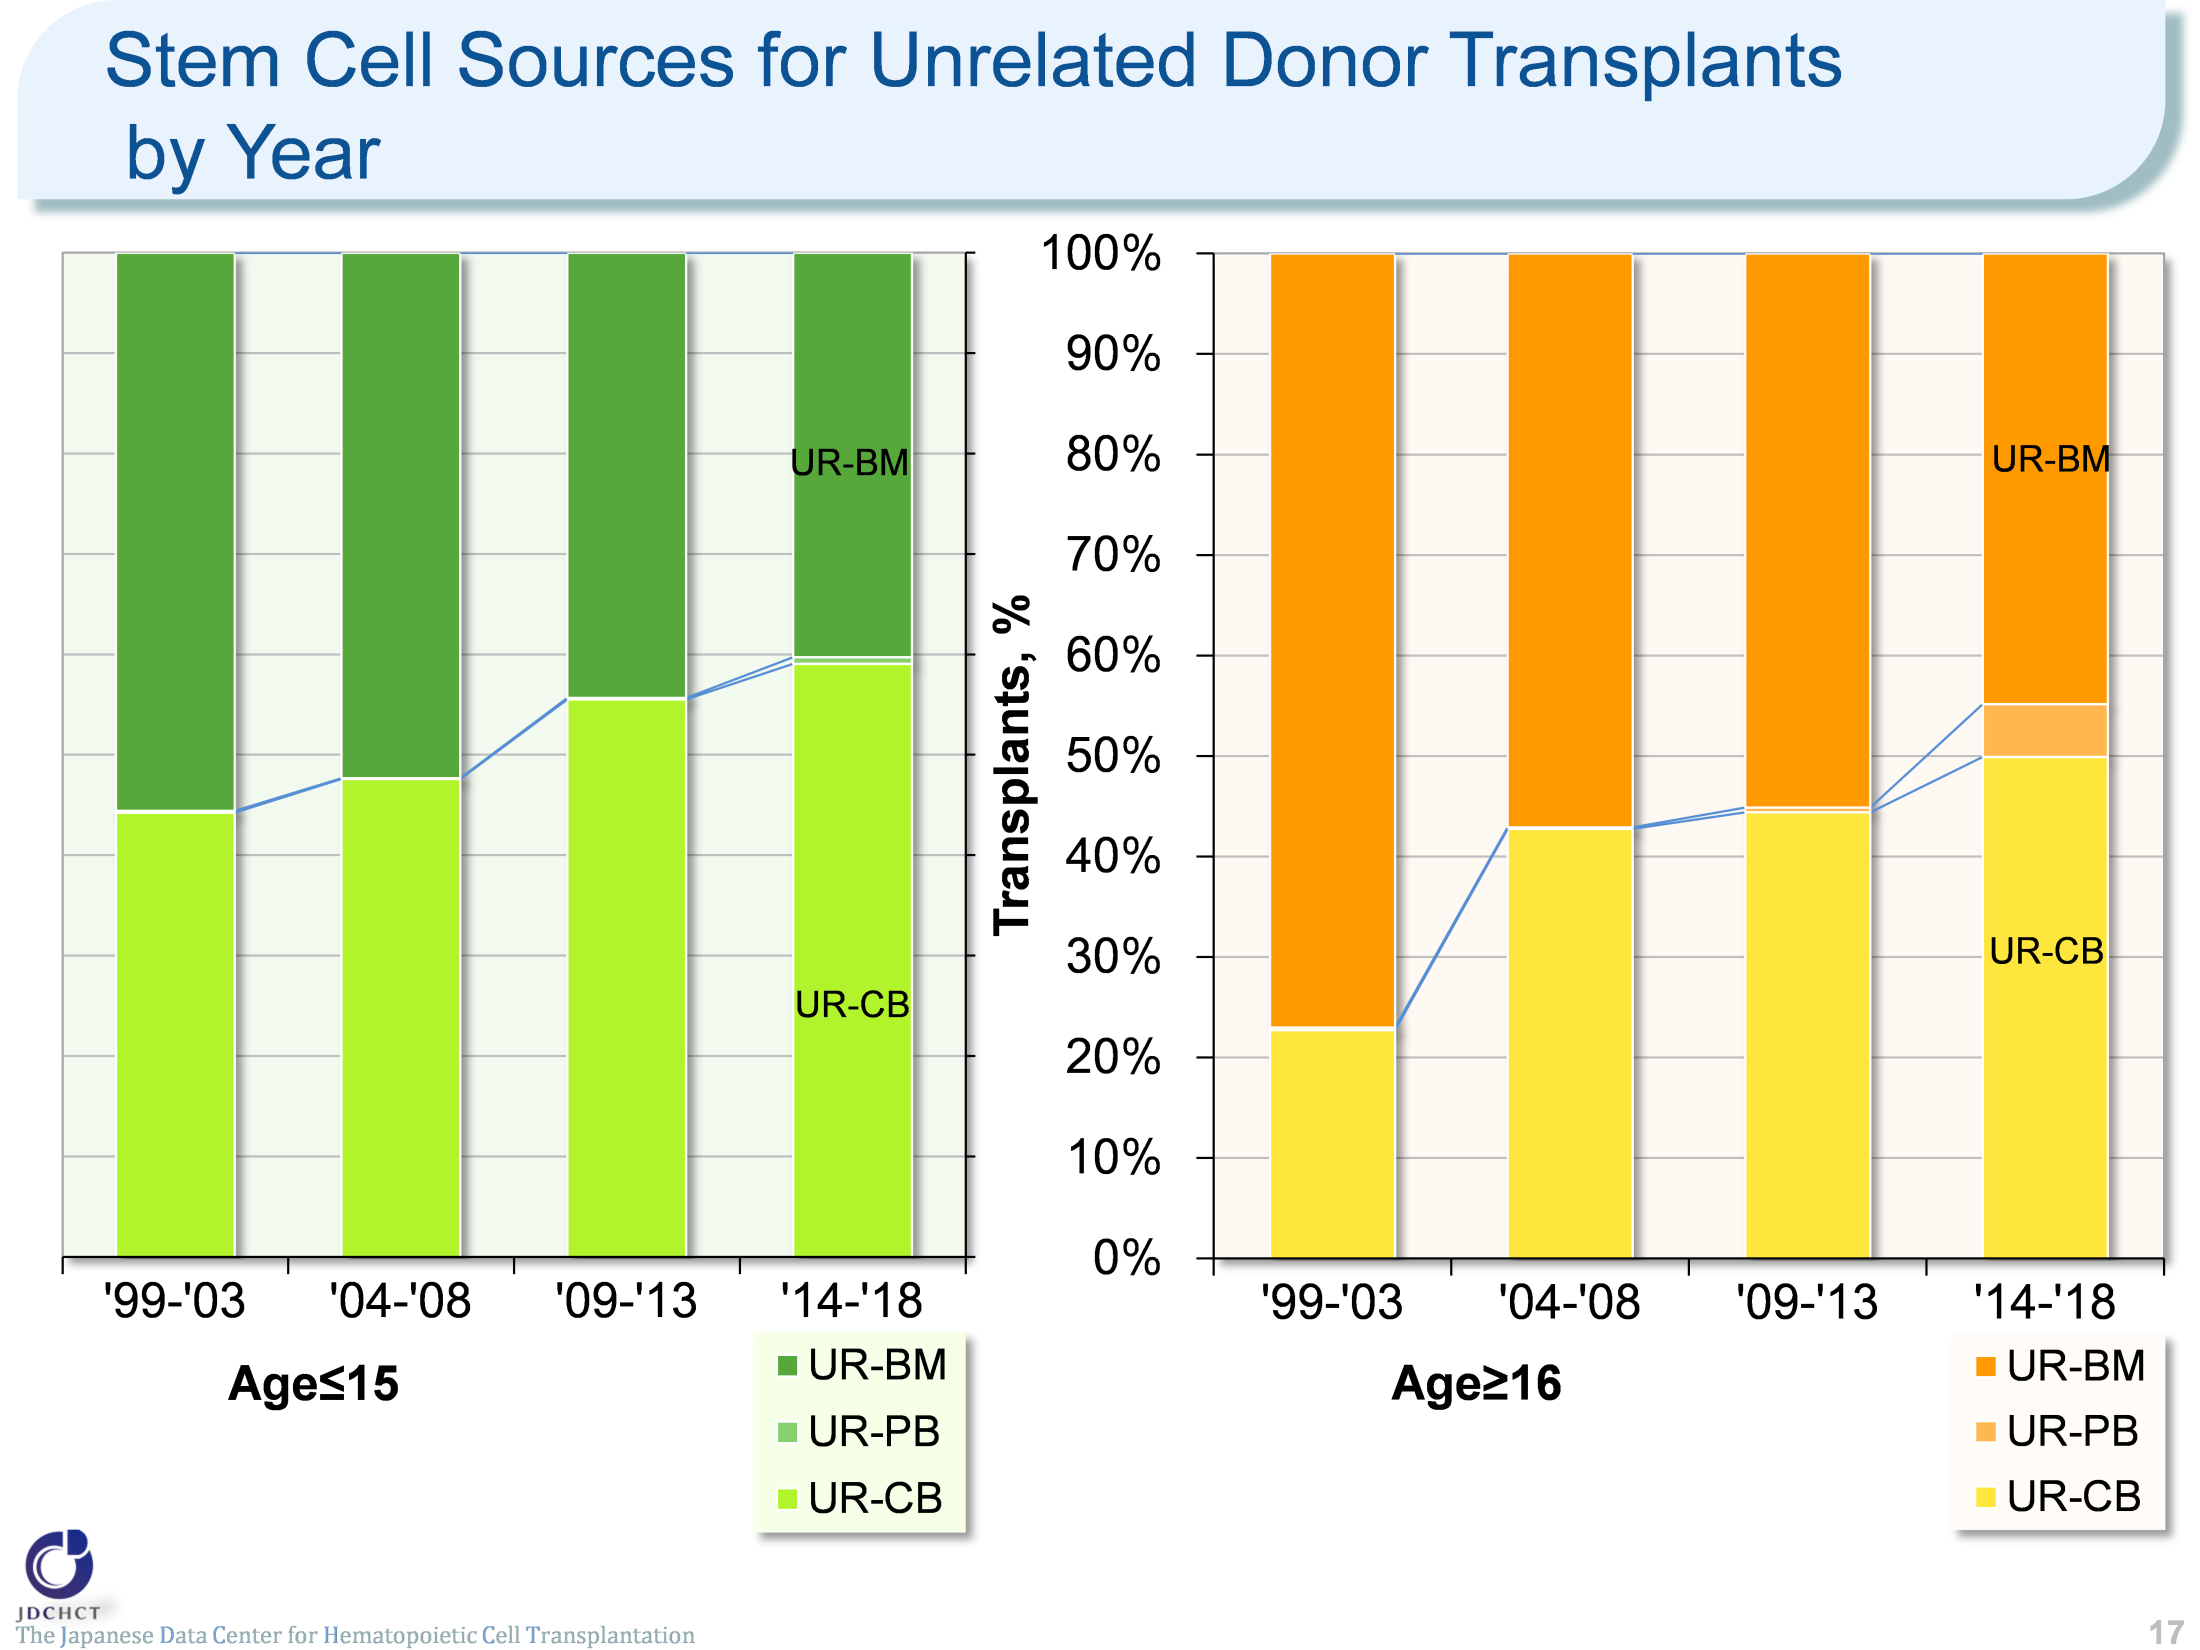 Stem Cell Sources for Unrelated Donor Transplants
by Year
UR-BM
UR-CB
'99-'03
'04-'08
'09-'13
'14-'18
Age≤15
UR-BM
UR-PB
UR-CB
Transplants, %
100%
90%
80%
70%
60%
50%
40%
30%
20%
10%
0%
UR-BM
UR-CB
'99-'03
'04-'08
'09-'13
'14-'18
Age≥16
UR-BM
UR-PB
UR-CB
JDCHCT
The Japanese Data Center for Hematopoietic Cell Transplantation
17